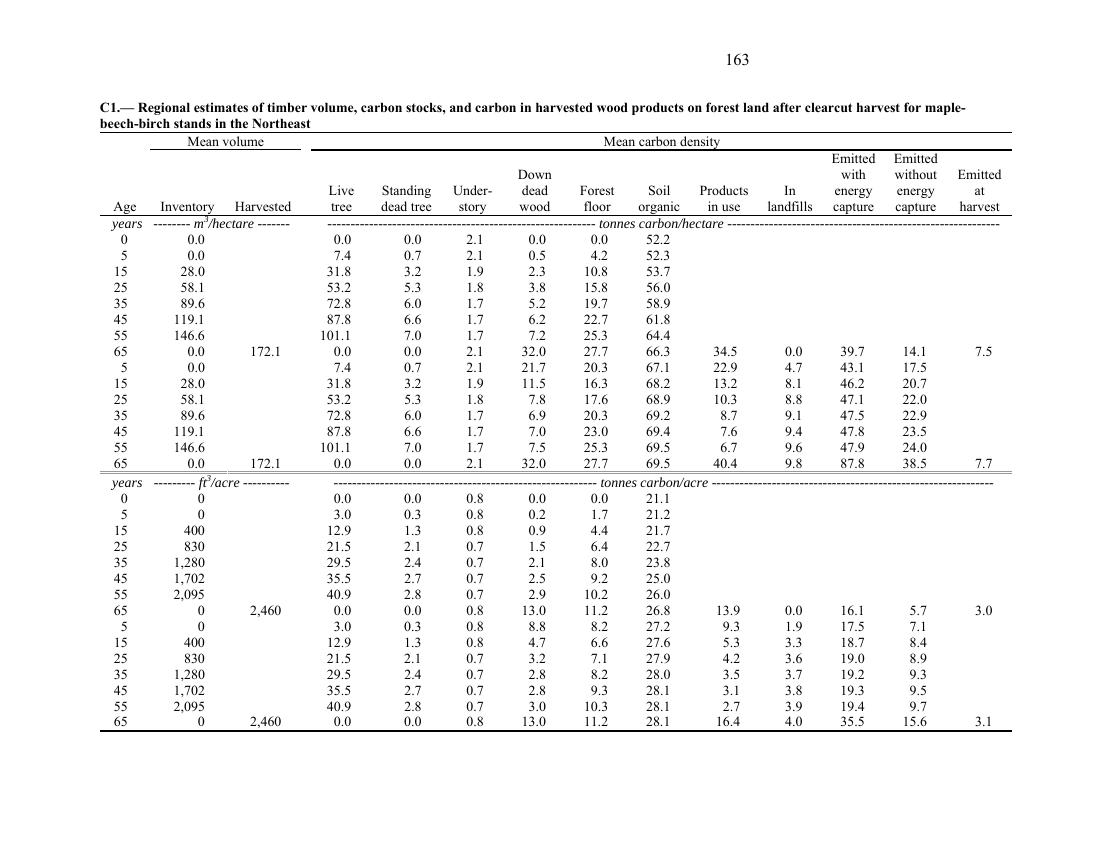 163
C1.— Regional estimates of timber volume, carbon stocks, and carbon in harvested wood products on forest land after clearcut harvest for maple-
beech-birch stands in the Northeast
Mean volume Mean carbon density
Age Inventory Harvested Live tree Standing dead tree Under- story Down dead wood Forest floor Soil organic Products in use In landfills Emitted with energy capture Emitted without energy capture Emitted at harvest
years -------- m3/hectare ------- --------------------------------------------------------- tonnes carbon/hectare -----------------------------------------------------------
0 0.0 0.0 0.0 2.1 0.0 0.0 52.2
5 0.0 7.4 0.7 2.1 0.5 4.2 52.3
15 28.0 31.8 3.2 1.9 2.3 10.8 53.7
25 58.1 53.2 5.3 1.8 3.8 15.8 56.0
35 89.6 72.8 6.0 1.7 5.2 19.7 58.9
45 119.1 87.8 6.6 1.7 6.2 22.7 61.8
55 146.6 101.1 7.0 1.7 7.2 25.3 64.4
65 0.0 172.1 0.0 0.0 2.1 32.0 27.7 66.3 34.5 0.0 39.7 14.1 7.5
5 0.0 7.4 0.7 2.1 21.7 20.3 67.1 22.9 4.7 43.1 17.5
15 28.0 31.8 3.2 1.9 11.5 16.3 68.2 13.2 8.1 46.2 20.7
25 58.1 53.2 5.3 1.8 7.8 17.6 68.9 10.3 8.8 47.1 22.0
35 89.6 72.8 6.0 1.7 6.9 20.3 69.2 8.7 9.1 47.5 22.9
45 119.1 87.8 6.6 1.7 7.0 23.0 69.4 7.6 9.4 47.8 23.5
55 146.6 101.1 7.0 1.7 7.5 25.3 69.5 6.7 9.6 47.9 24.0
65 0.0 172.1 0.0 0.0 2.1 32.0 27.7 69.5 40.4 9.8 87.8 38.5 7.7
years --------- ft3/acre ---------- -------------------------------------------------------- tonnes carbon/acre ------------------------------------------------------------
0 0 0.0 0.0 0.8 0.0 0.0 21.1
5 0 3.0 0.3 0.8 0.2 1.7 21.2
15 400 12.9 1.3 0.8 0.9 4.4 21.7
25 830 21.5 2.1 0.7 1.5 6.4 22.7
35 1,280 29.5 2.4 0.7 2.1 8.0 23.8
45 1,702 35.5 2.7 0.7 2.5 9.2 25.0
55 2,095 40.9 2.8 0.7 2.9 10.2 26.0
65 0 2,460 0.0 0.0 0.8 13.0 11.2 26.8 13.9 0.0 16.1 5.7 3.0
5 0 3.0 0.3 0.8 8.8 8.2 27.2 9.3 1.9 17.5 7.1
15 400 12.9 1.3 0.8 4.7 6.6 27.6 5.3 3.3 18.7 8.4
25 830 21.5 2.1 0.7 3.2 7.1 27.9 4.2 3.6 19.0 8.9
35 1,280 29.5 2.4 0.7 2.8 8.2 28.0 3.5 3.7 19.2 9.3
45 1,702 35.5 2.7 0.7 2.8 9.3 28.1 3.1 3.8 19.3 9.5
55 2,095 40.9 2.8 0.7 3.0 10.3 28.1 2.7 3.9 19.4 9.7
65 0 2,460 0.0 0.0 0.8 13.0 11.2 28.1 16.4 4.0 35.5 15.6 3.1